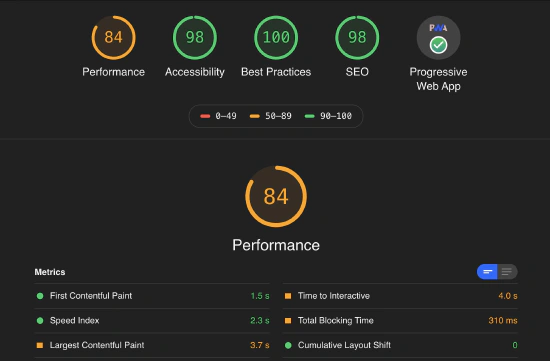 84
98
100
98
PWA
Performance
Accessibility
Best Practices
SEO
Progressive
Web App
0–49
50–89
90–100
84
Performance
Metrics
First Contentful Paint 1.5 s
Time to Interactive 4.0 s
Speed Index 2.3 s
Total Blocking Time 310 ms
Largest Contentful Paint 3.7 s
Cumulative Layout Shift 0